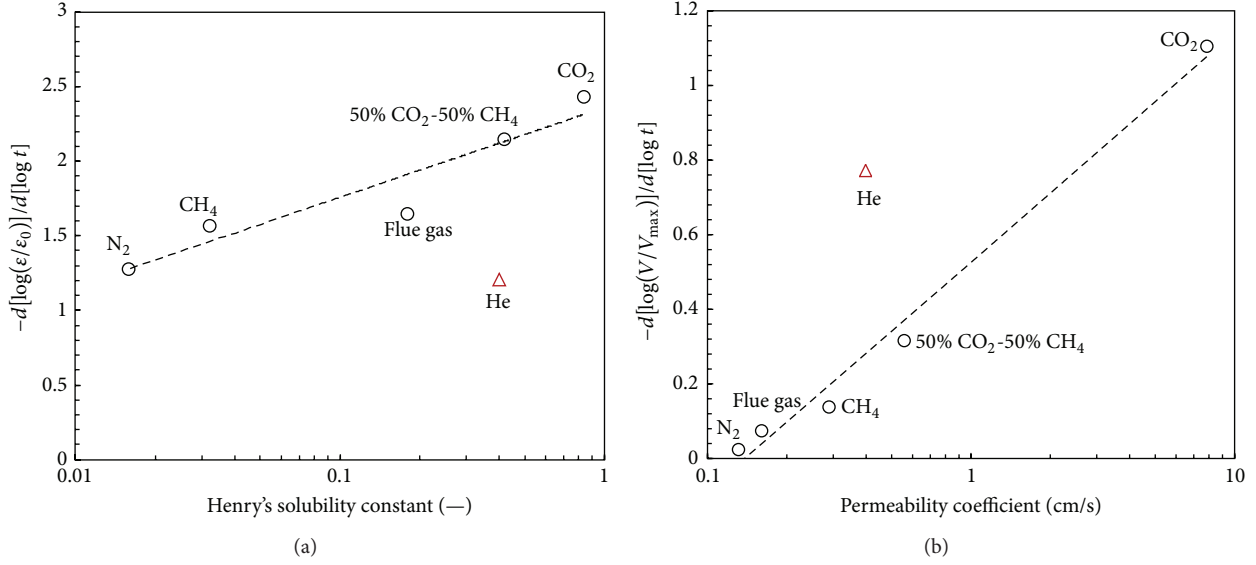 3
2.5
2
1.5
1
0.5
0
0.01
0.1
1
−d[log(ε/ε₀)]/d[log t]
Henry's solubility constant (—)
N₂
CH₄
Flue gas
50% CO₂-50% CH₄
CO₂
He
(a)
1.2
1
0.8
0.6
0.4
0.2
0
0.1
1
10
−d[log(V/Vₘₐₓ)]/d[log t]
Permeability coefficient (cm/s)
N₂
Flue gas
CH₄
50% CO₂-50% CH₄
CO₂
He
(b)